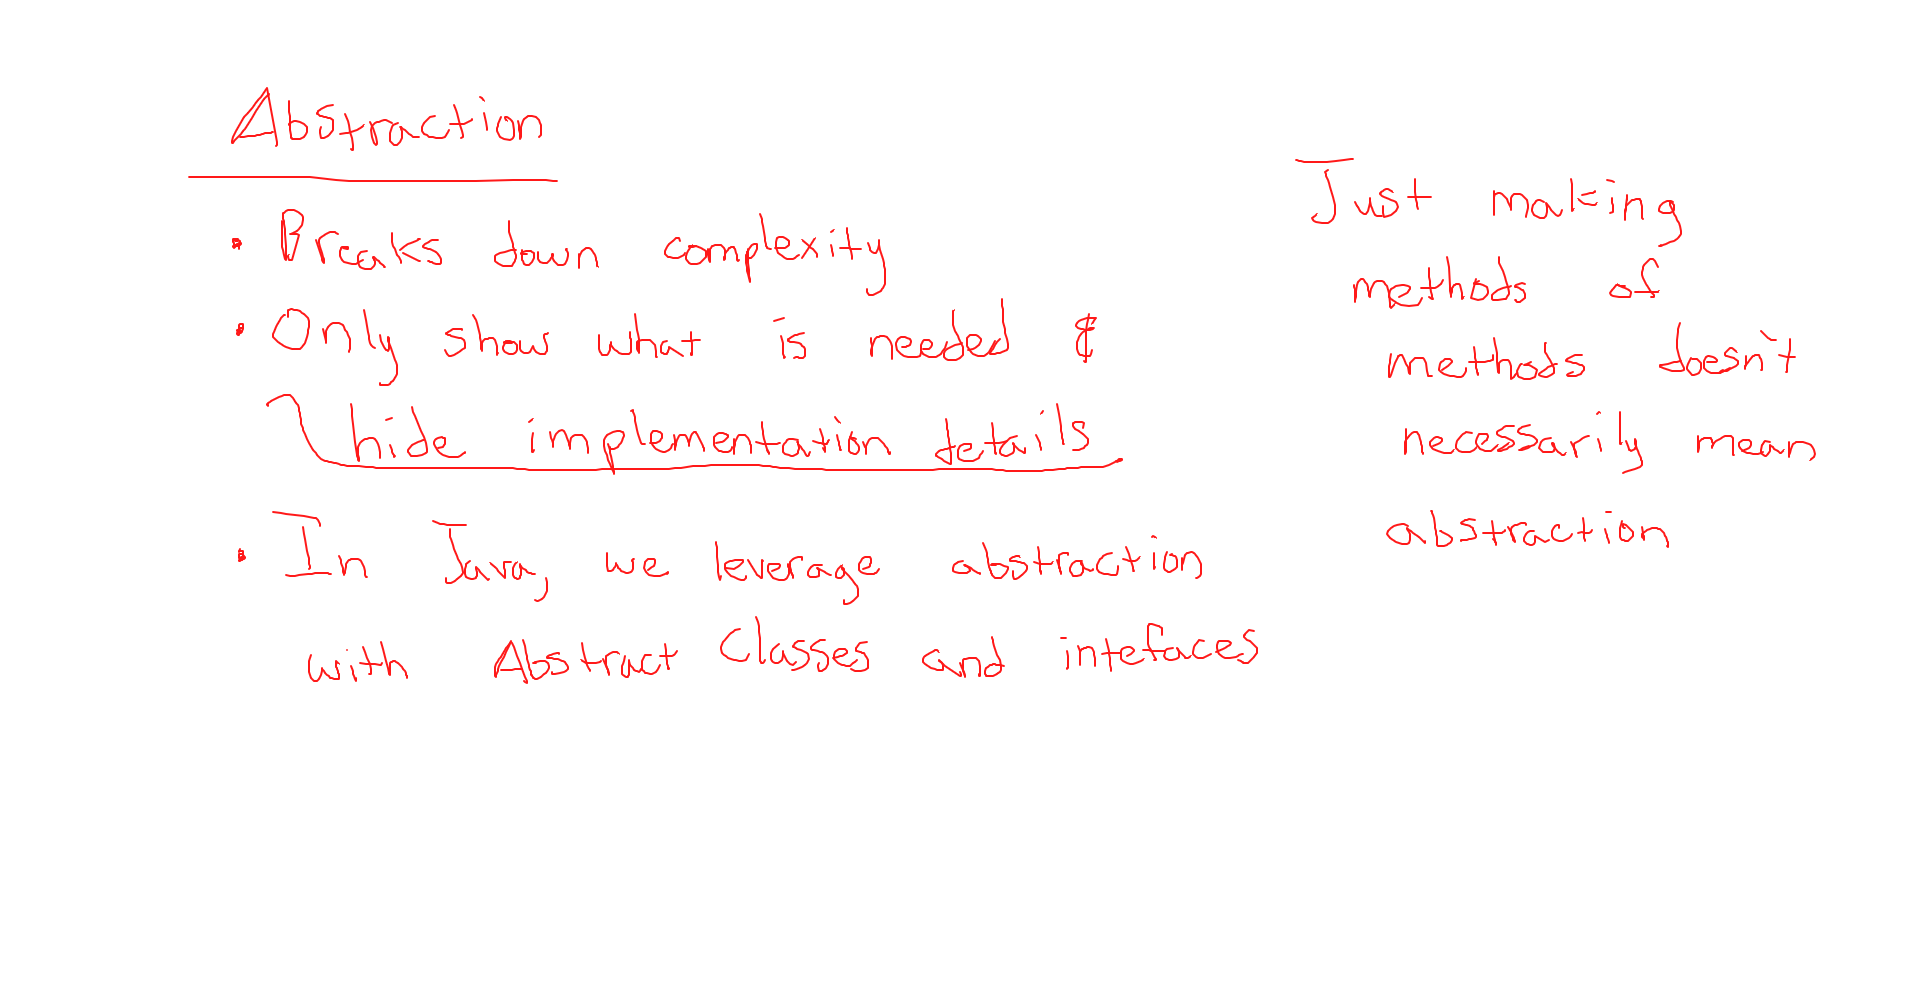 Abstraction
• Breaks down complexity
• Only show what is needed &
hide implementation details
• In Java, we leverage abstraction
with Abstract Classes and intefaces
Just making
methods of
methods doesn't
necessarily mean
abstraction